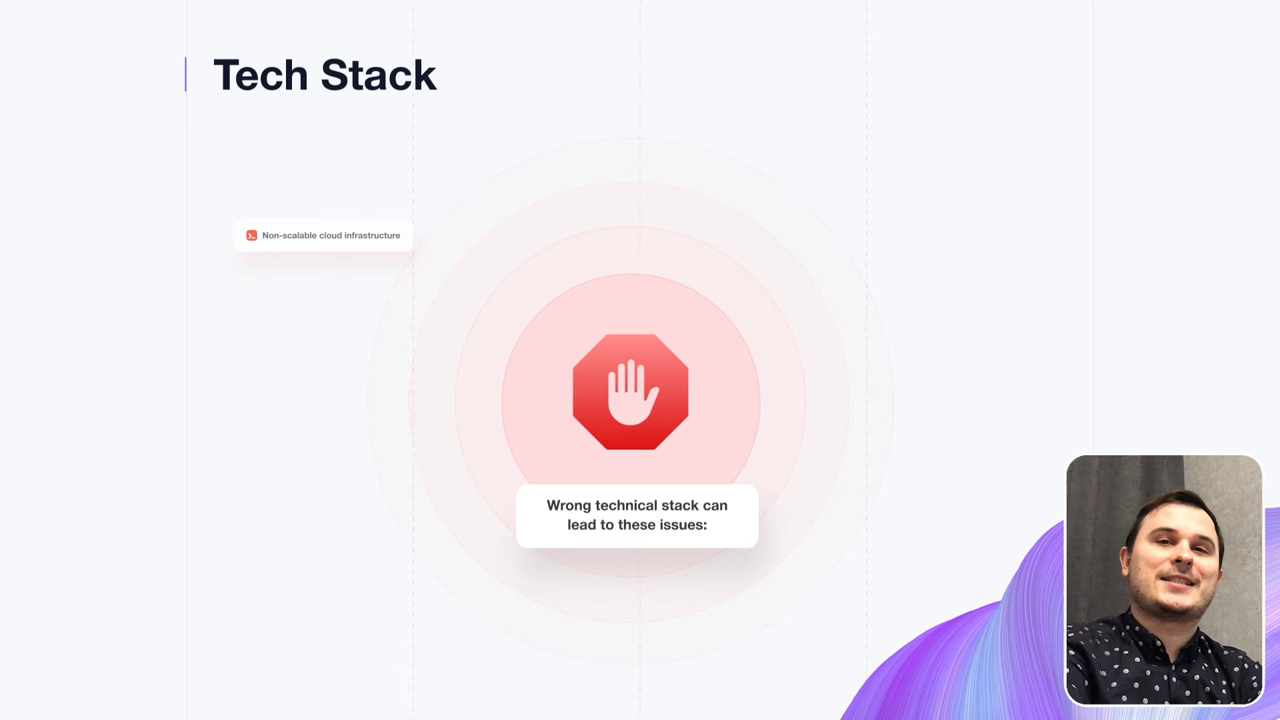 Tech Stack
Non-scalable cloud infrastructure
Wrong technical stack can
lead to these issues: